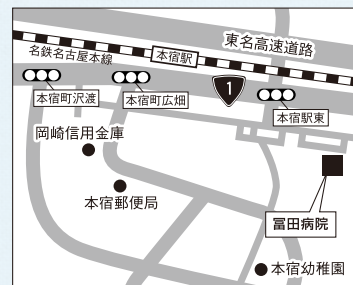 東名高速道路
名鉄名古屋本線
本宿駅
本宿町沢渡
本宿町広畑
1
本宿駅東
岡崎信用金庫
本宿郵便局
冨田病院
本宿幼稚園